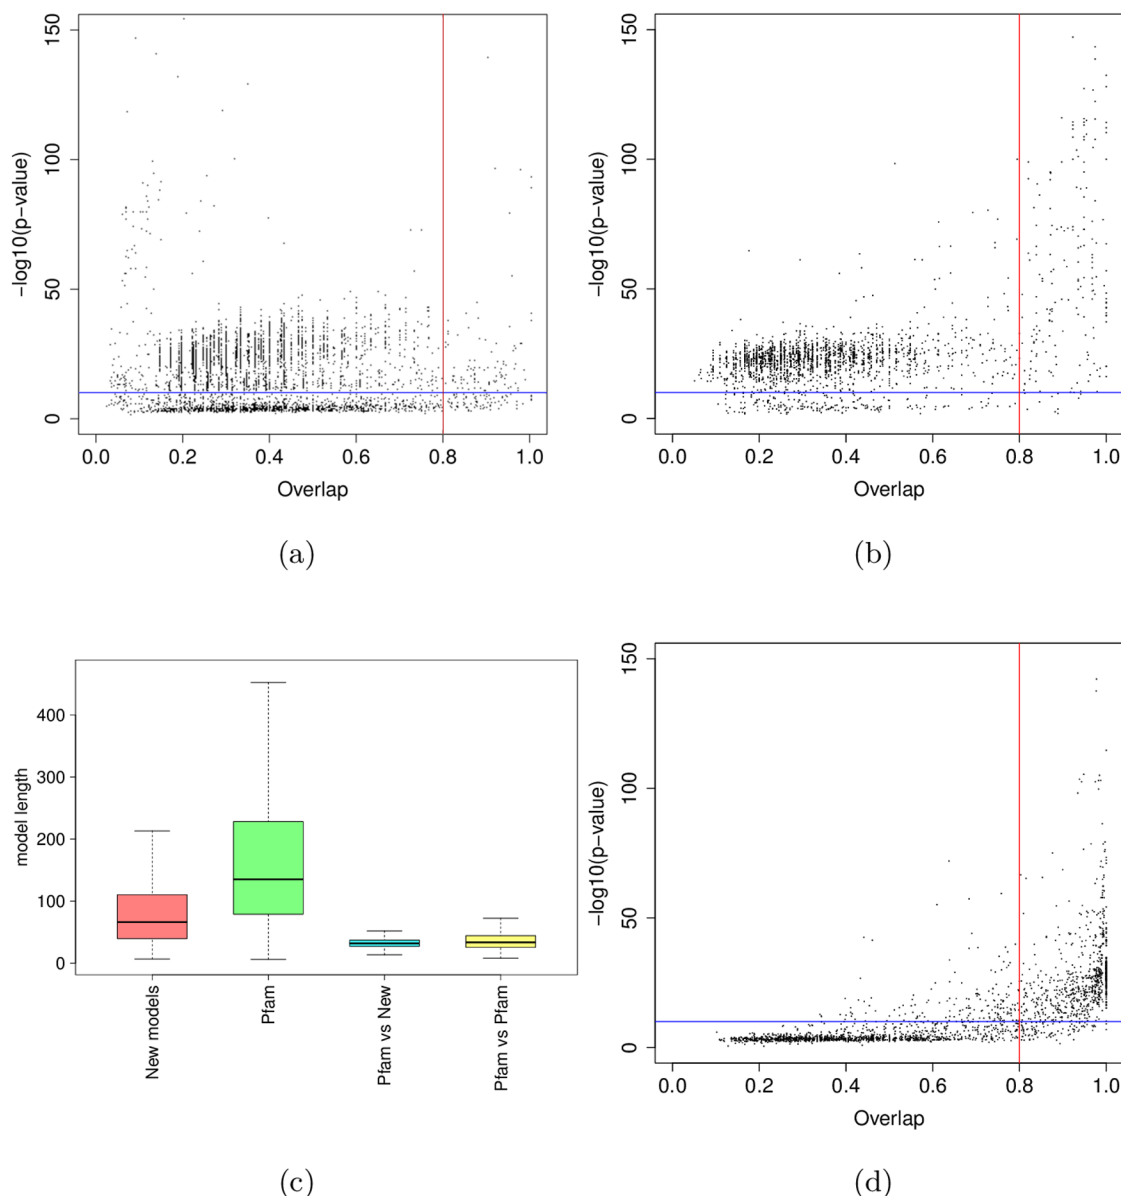 150
100
50
0
-log10(p-value)
0.0 0.2 0.4 0.6 0.8 1.0
Overlap
(a)
150
100
50
0
-log10(p-value)
0.0 0.2 0.4 0.6 0.8 1.0
Overlap
(b)
400
300
200
100
0
model length
New models
Pfam
Pfam vs New
Pfam vs Pfam
(c)
150
100
50
0
-log10(p-value)
0.0 0.2 0.4 0.6 0.8 1.0
Overlap
(d)